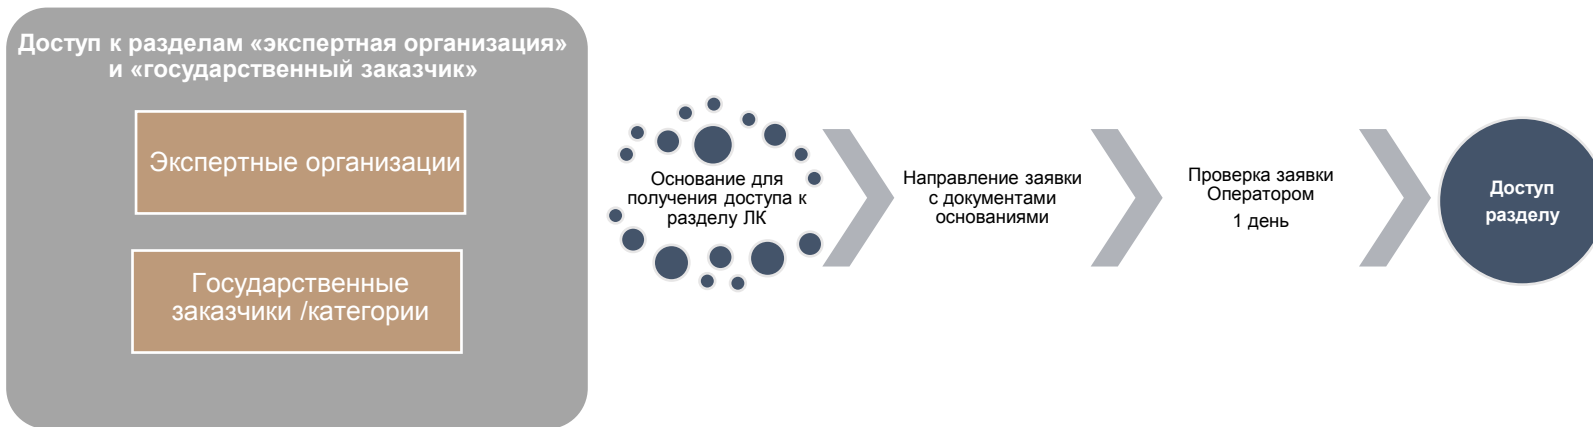 Доступ к разделам «экспертная организация»
и «государственный заказчик»
Экспертные организации
Государственные
заказчики /категории
Основание для
получения доступа к
разделу ЛК
Направление заявки
с документами
основаниями
Проверка заявки
Оператором
1 день
Доступ
разделу